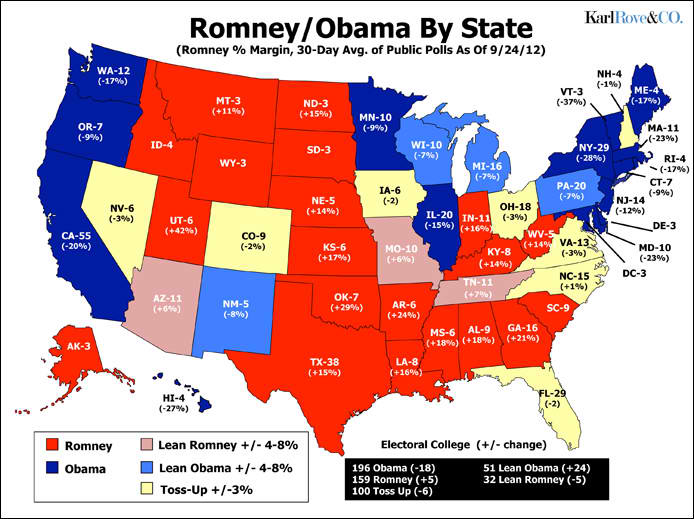 Romney/Obama By State
(Romney % Margin, 30-Day Avg. of Public Polls As Of 9/24/12)
KarlRove&CO.
WA-12
(-17%)
OR-7
(-9%)
CA-55
(-20%)
NV-6
(-3%)
ID-4
MT-3
(+11%)
WY-3
UT-6
(+42%)
AZ-11
(+6%)
CO-9
(-2%)
NM-5
(-8%)
ND-3
(+15%)
SD-3
NE-5
(+14%)
KS-6
(+17%)
OK-7
(+29%)
TX-38
(+15%)
MN-10
(-9%)
IA-6
(-2)
MO-10
(+6%)
AR-6
(+24%)
LA-8
(+16%)
WI-10
(-7%)
IL-20
(-15%)
MI-16
(-7%)
IN-11
(+16%)
OH-18
(-3%)
KY-8
(+14%)
TN-11
(+7%)
MS-6
(+18%)
AL-9
(+18%)
GA-16
(+21%)
FL-29
(-2)
SC-9
NC-15
(+1%)
VA-13
(-3%)
WV-5
(+14%)
PA-20
(-7%)
NY-29
(-28%)
VT-3
(-37%)
NH-4
(-1%)
ME-4
(-17%)
MA-11
(-23%)
RI-4
(-17%)
CT-7
(-9%)
NJ-14
(-12%)
DE-3
MD-10
(-23%)
DC-3
AK-3
HI-4
(-27%)
Romney
Obama
Lean Romney +/- 4-8%
Lean Obama +/- 4-8%
Toss-Up +/-3%
Electoral College (+/- change)
196 Obama (-18)
159 Romney (+5)
100 Toss Up (-6)
51 Lean Obama (+24)
32 Lean Romney (-5)